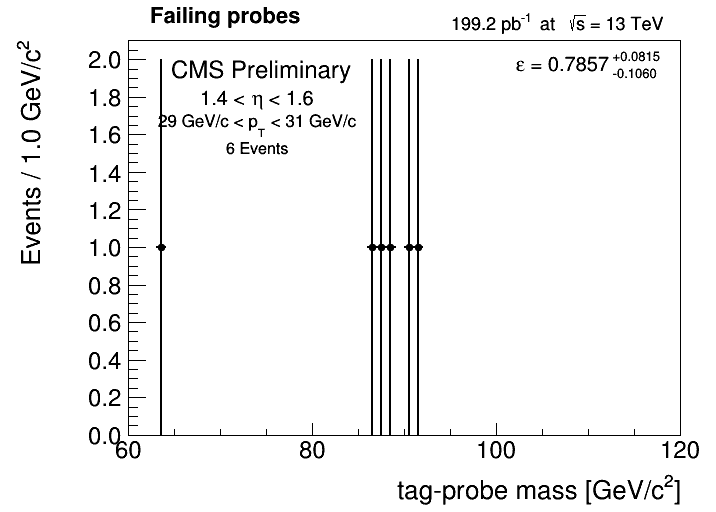 Failing probes
199.2 pb-1 at √s = 13 TeV
CMS Preliminary
1.4 < η < 1.6
29 GeV/c < pT < 31 GeV/c
6 Events
ε = 0.7857 +0.0815 -0.1060
Events / 1.0 GeV/c2
2.0
1.8
1.6
1.4
1.2
1.0
0.8
0.6
0.4
0.2
0.0
60 80 100 120
tag-probe mass [GeV/c2]